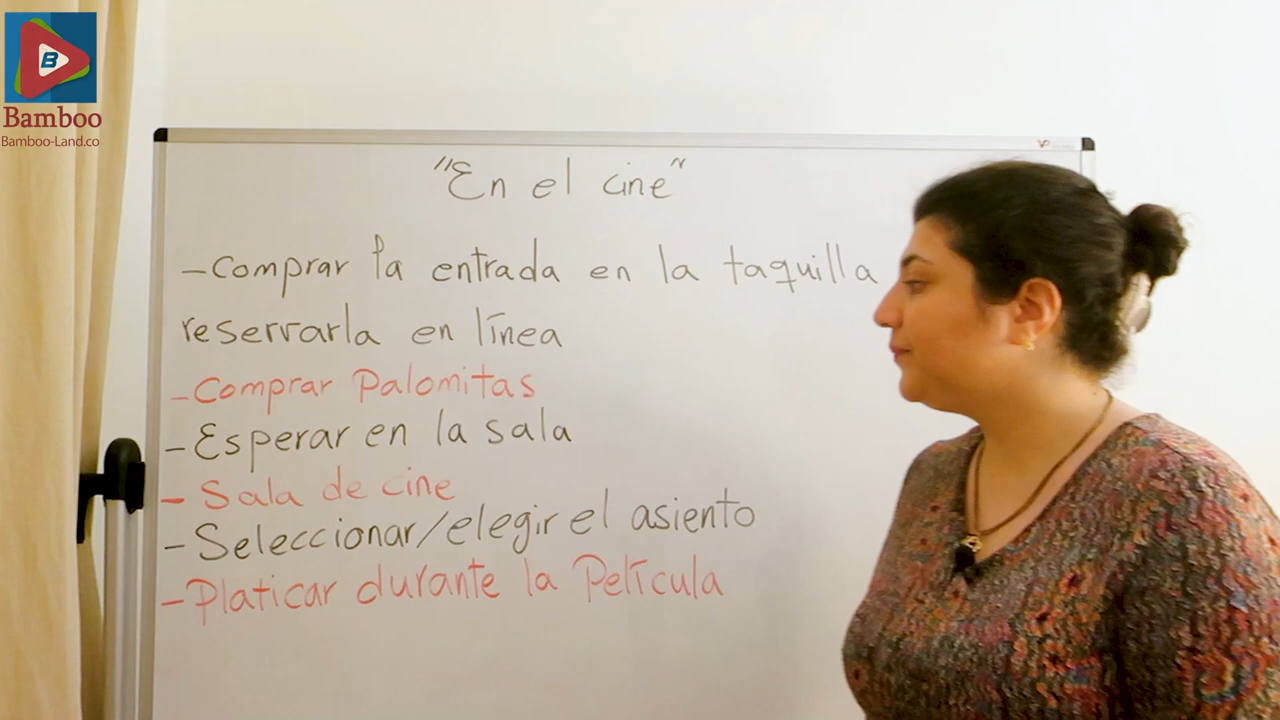 B
Bamboo
Bamboo-Land.co
"En el cine"
-Comprar la entrada en la taquilla
reservarla en línea
-Comprar Palomitas
-Esperar en la sala
-Sala de cine
-Seleccionar/elegir el asiento
-Platicar durante la Película